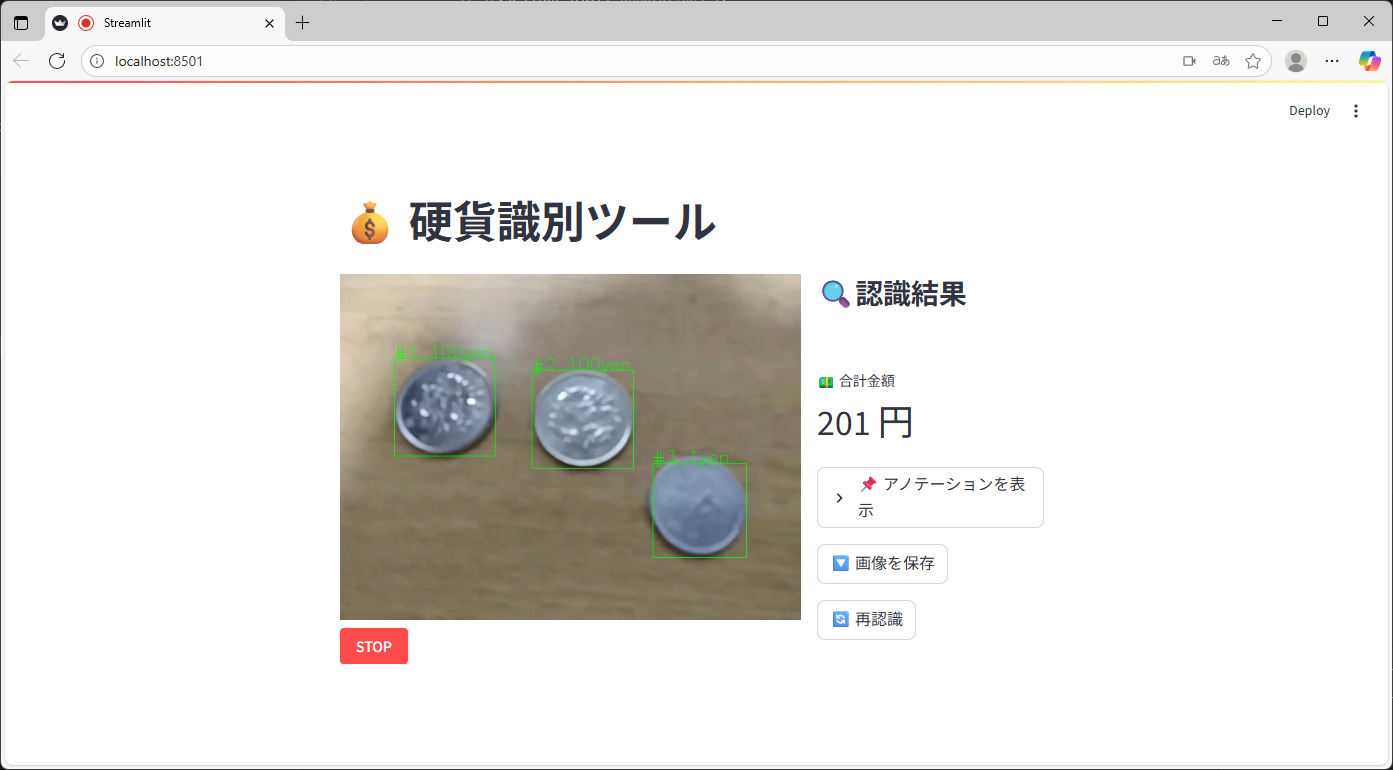 Streamlit
localhost:8501
aあ
Deploy
硬貨識別ツール
#1 100yen
#2 100yen
#3 1yen
認識結果
合計金額
201 円
アノテーションを表
示
画像を保存
再認識
STOP